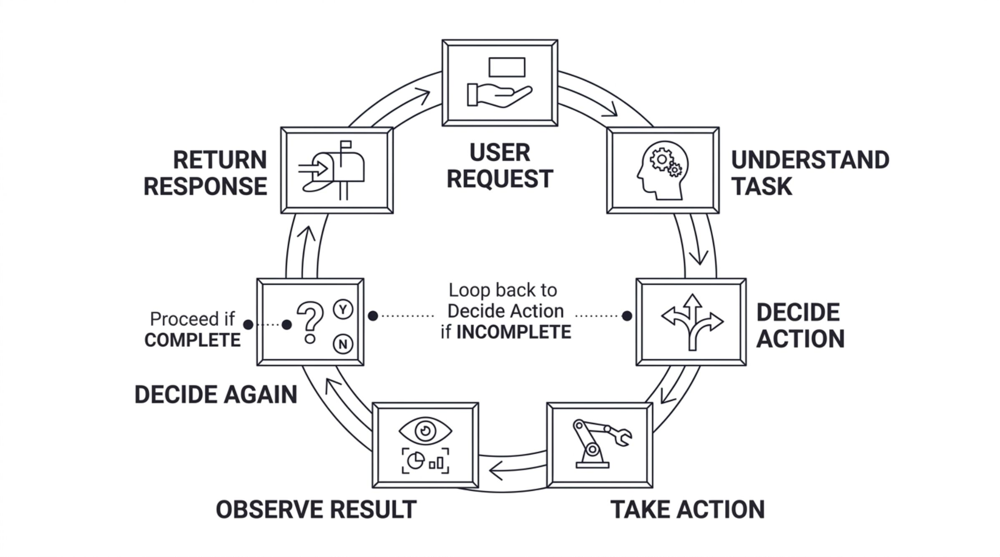 USER
REQUEST
UNDERSTAND
TASK
DECIDE
ACTION
TAKE ACTION
OBSERVE RESULT
DECIDE AGAIN
Y
N
Proceed if
COMPLETE
Loop back to
Decide Action
if INCOMPLETE
RETURN
RESPONSE